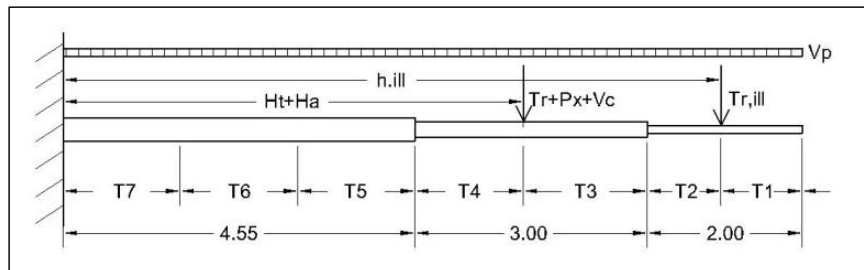 Vp
h.ill
Ht+Ha
Tr+Px+Vc
Tr,ill
T7 T6 T5 T4 T3 T2 T1
4.55 3.00 2.00